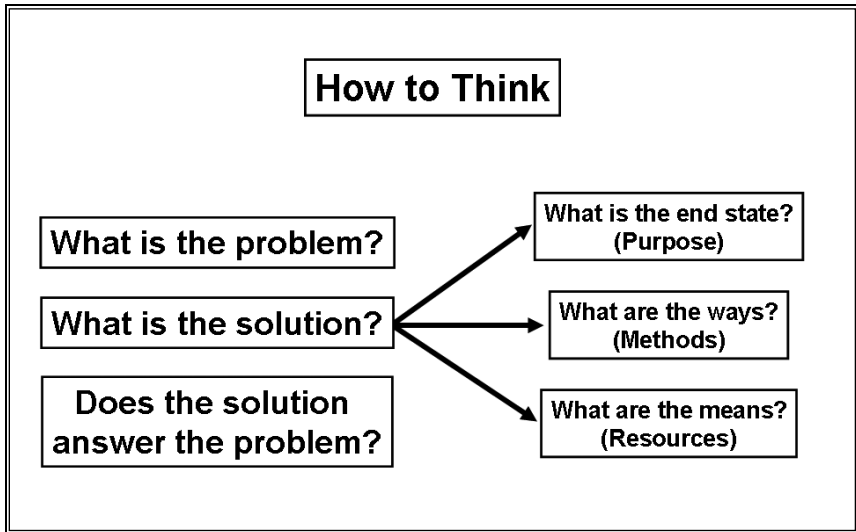 How to Think
What is the problem?
What is the solution?
Does the solution
answer the problem?
What is the end state?
(Purpose)
What are the ways?
(Methods)
What are the means?
(Resources)